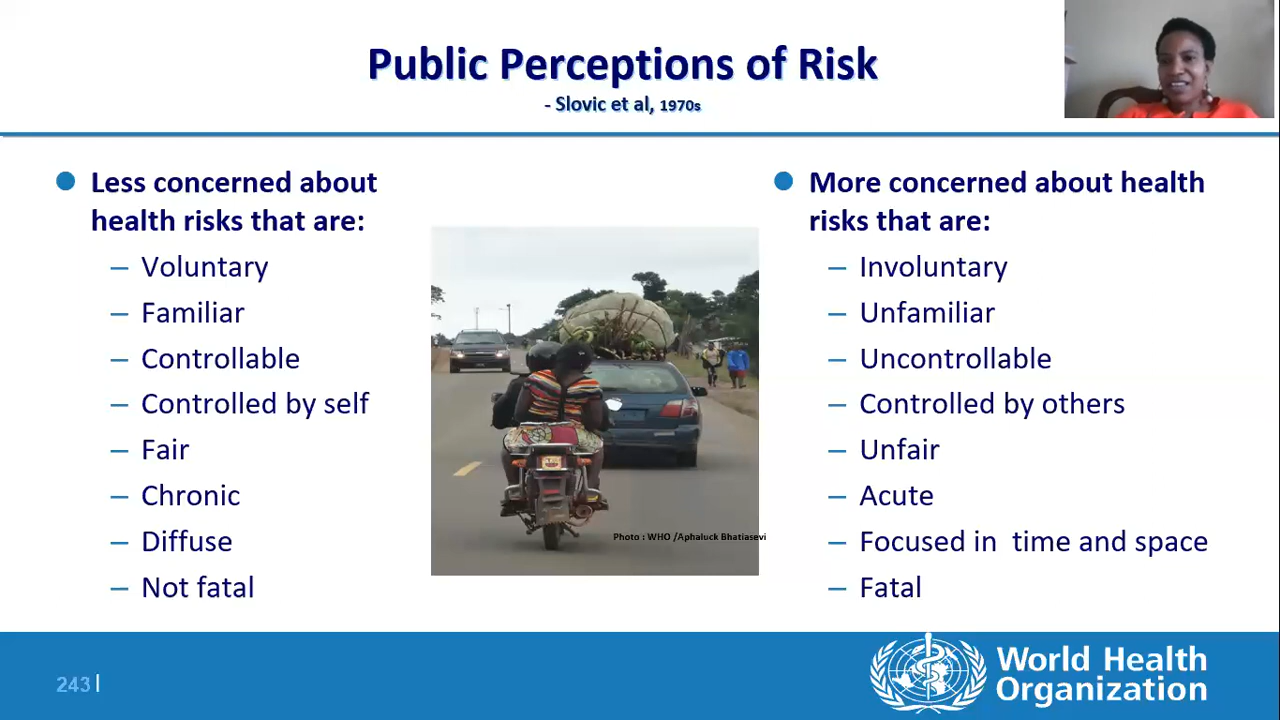 Public Perceptions of Risk
- Slovic et al, 1970s
Less concerned about
health risks that are:
– Voluntary
– Familiar
– Controllable
– Controlled by self
– Fair
– Chronic
– Diffuse
– Not fatal
Photo : WHO /Aphaluck Bhatiasevi
More concerned about health
risks that are:
– Involuntary
– Unfamiliar
– Uncontrollable
– Controlled by others
– Unfair
– Acute
– Focused in  time and space
– Fatal
243 |
World Health
Organization